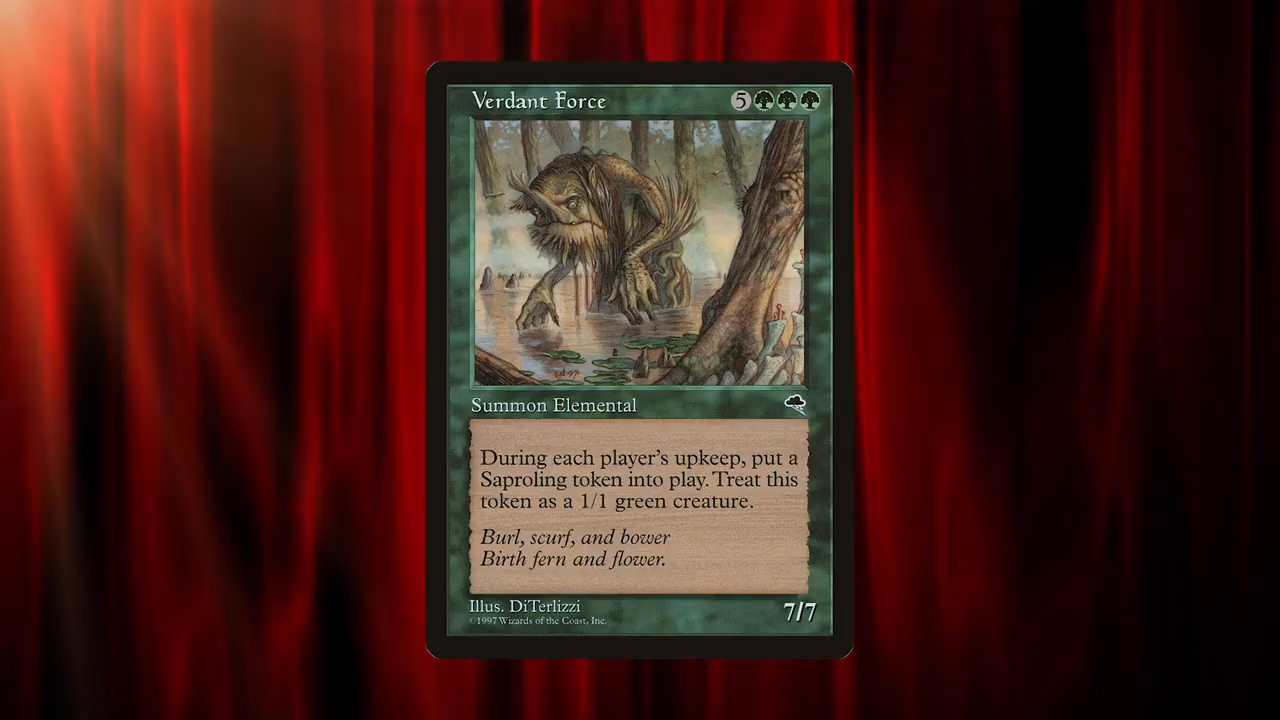 Verdant Force
5
Summon Elemental
During each player's upkeep, put a
Saproling token into play. Treat this
token as a 1/1 green creature.
Burl, scurf, and bower
Birth fern and flower.
Illus. DiTerlizzi
©1997 Wizards of the Coast, Inc.
7/7